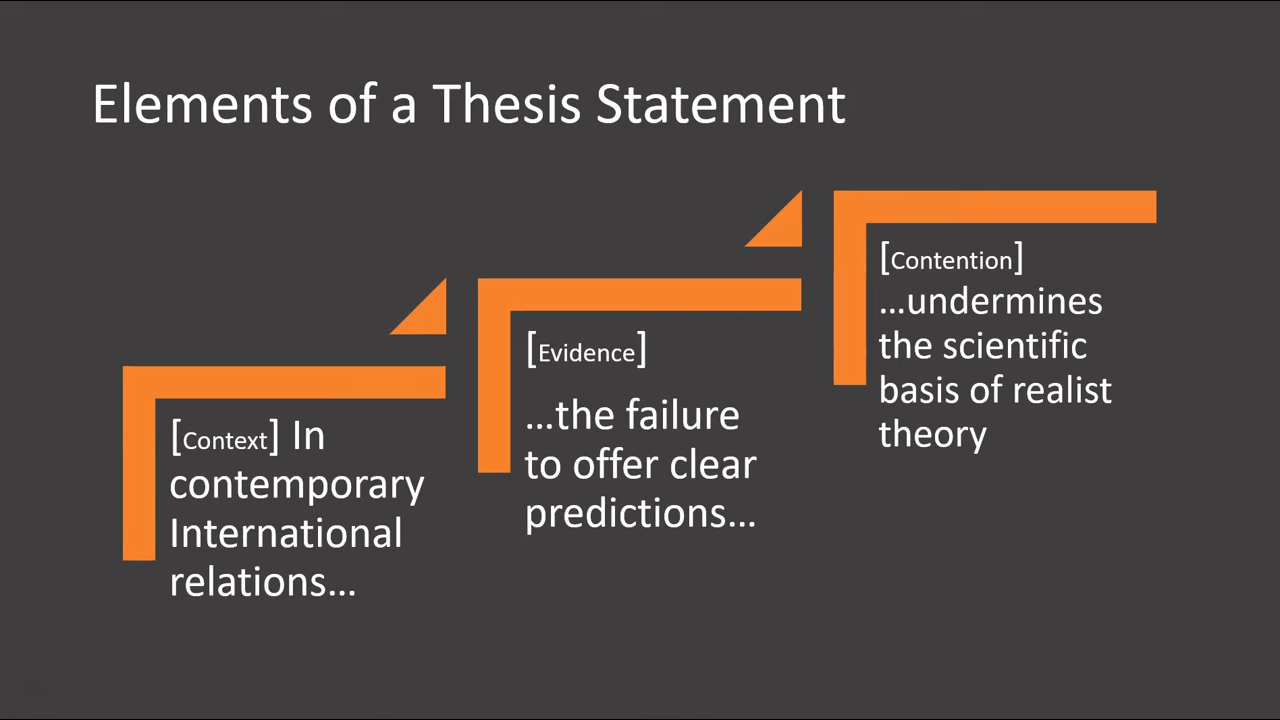 Elements of a Thesis Statement
[Context] In
contemporary
International
relations...
[Evidence]
...the failure
to offer clear
predictions...
[Contention]
...undermines
the scientific
basis of realist
theory